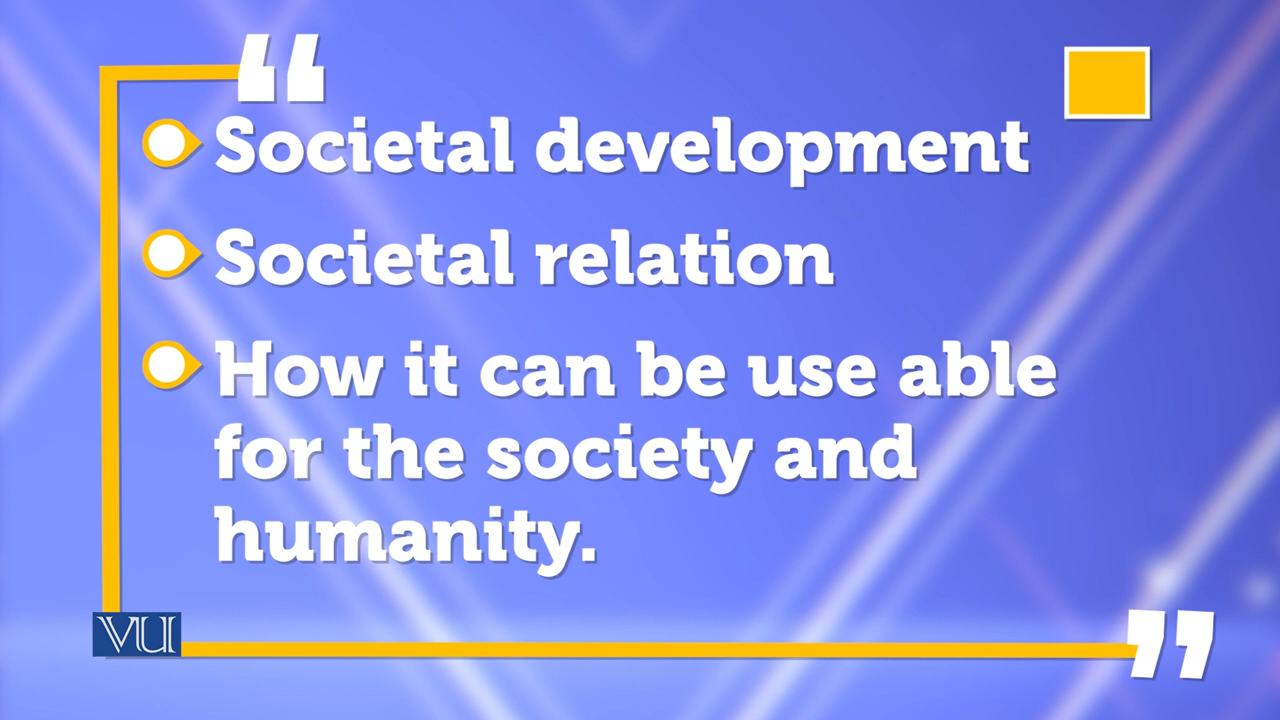 “
Societal development
Societal relation
How it can be use able
for the society and
humanity.
VU
”